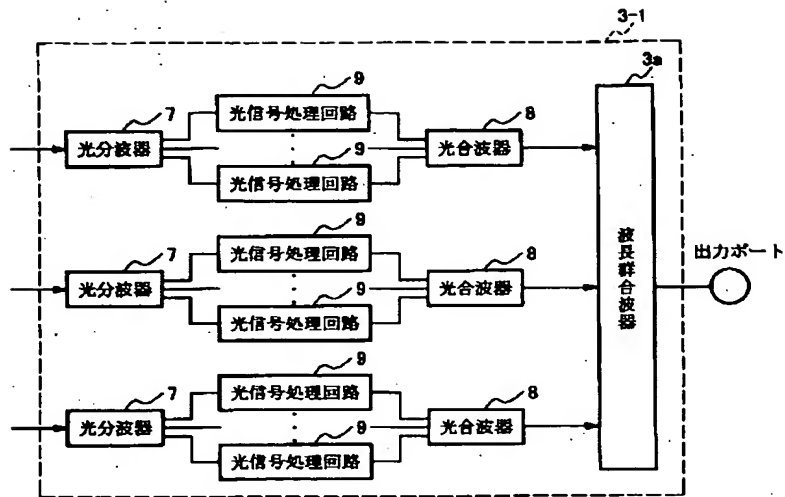 3-1
3a
7
9
光信号処理回路
8
光分波器
9
光信号処理回路
光合波器
7
9
光信号処理回路
8
光分波器
9
光信号処理回路
光合波器
7
9
光信号処理回路
8
光分波器
9
光信号処理回路
光合波器
波長群合波器
出力ポート